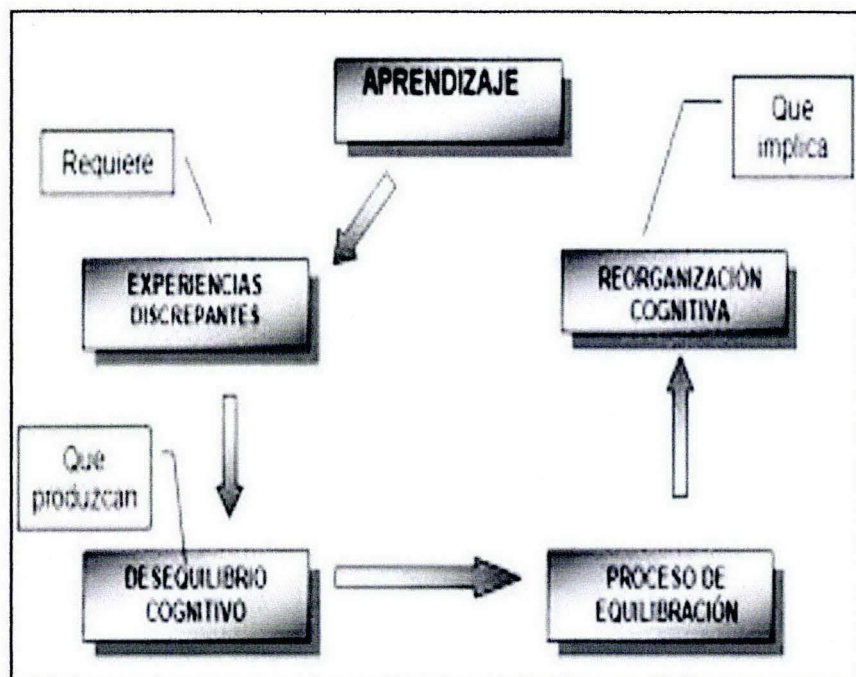 APRENDIZAJE
Requiere
Que
implica
EXPERIENCIAS
DISCREPANTES
REORGANIZACIÓN
COGNITIVA
Que
produzcan
DESEQUILIBRIO
COGNITIVO
PROCESO DE
EQUILIBRACIÓN